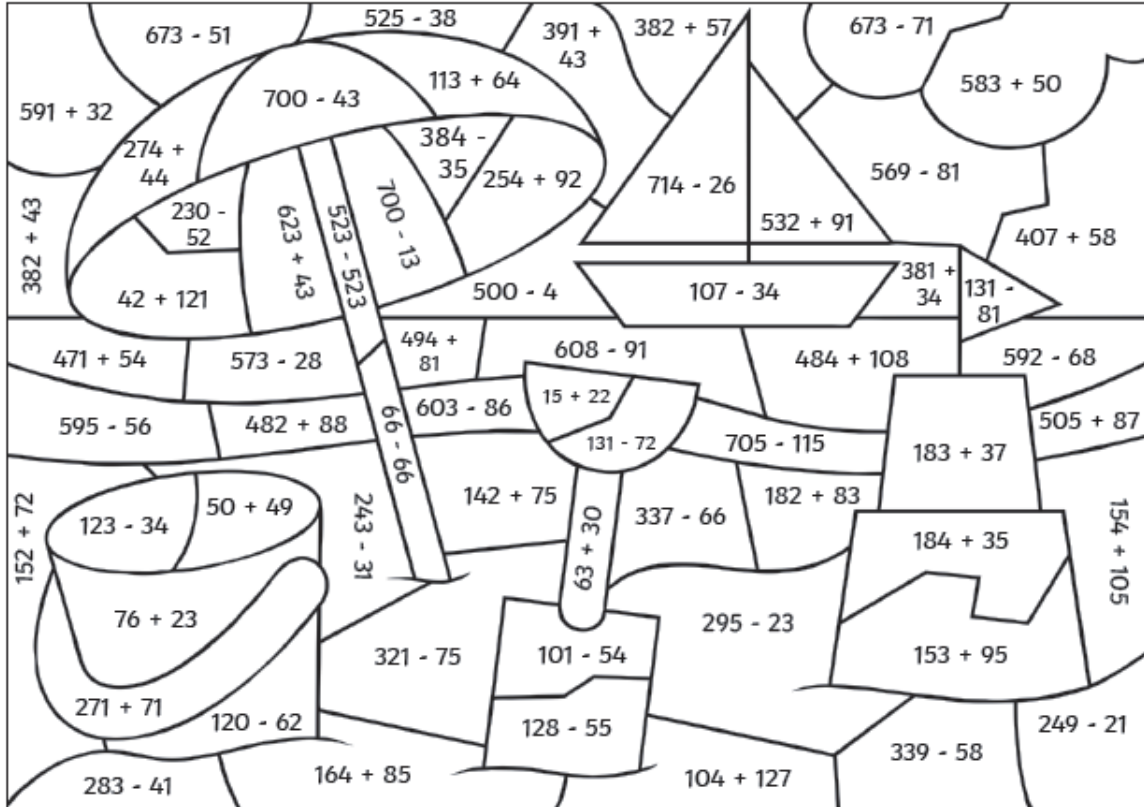 673 - 51
525 - 38
391 +
43
382 + 57
673 - 71
591 + 32
700 - 43
113 + 64
583 + 50
274 +
44
384 -
35
254 + 92
714 - 26
569 - 81
382 + 43
230 -
52
623 + 43
523 - 523
700 - 13
532 + 91
407 + 58
42 + 121
500 - 4
107 - 34
381 +
34
131 -
81
471 + 54
573 - 28
494 +
81
608 - 91
484 + 108
592 - 68
595 - 56
482 + 88
66 - 66
603 - 86
15 + 22
131 - 72
705 - 115
183 + 37
505 + 87
152 + 72
123 - 34
50 + 49
243 - 31
142 + 75
63 + 30
337 - 66
182 + 83
184 + 35
154 + 105
76 + 23
321 - 75
101 - 54
295 - 23
153 + 95
271 + 71
120 - 62
128 - 55
249 - 21
283 - 41
164 + 85
104 + 127
339 - 58